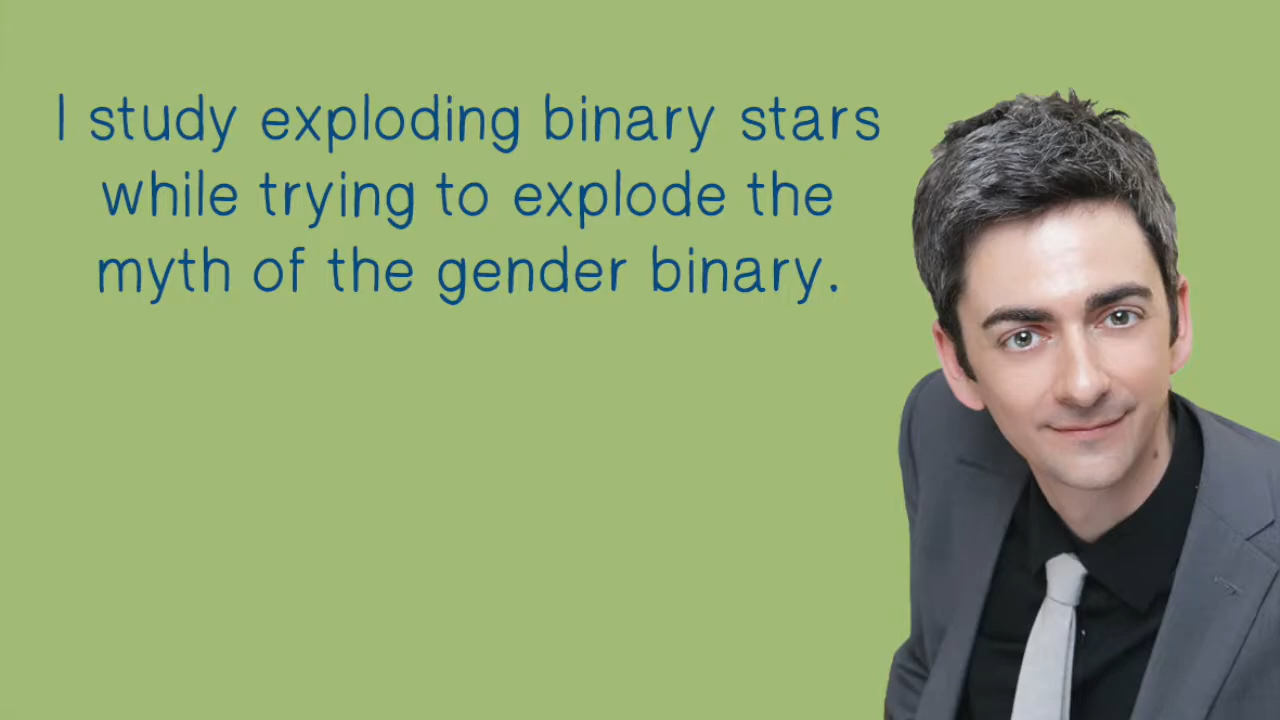 I study exploding binary stars
while trying to explode the
myth of the gender binary.